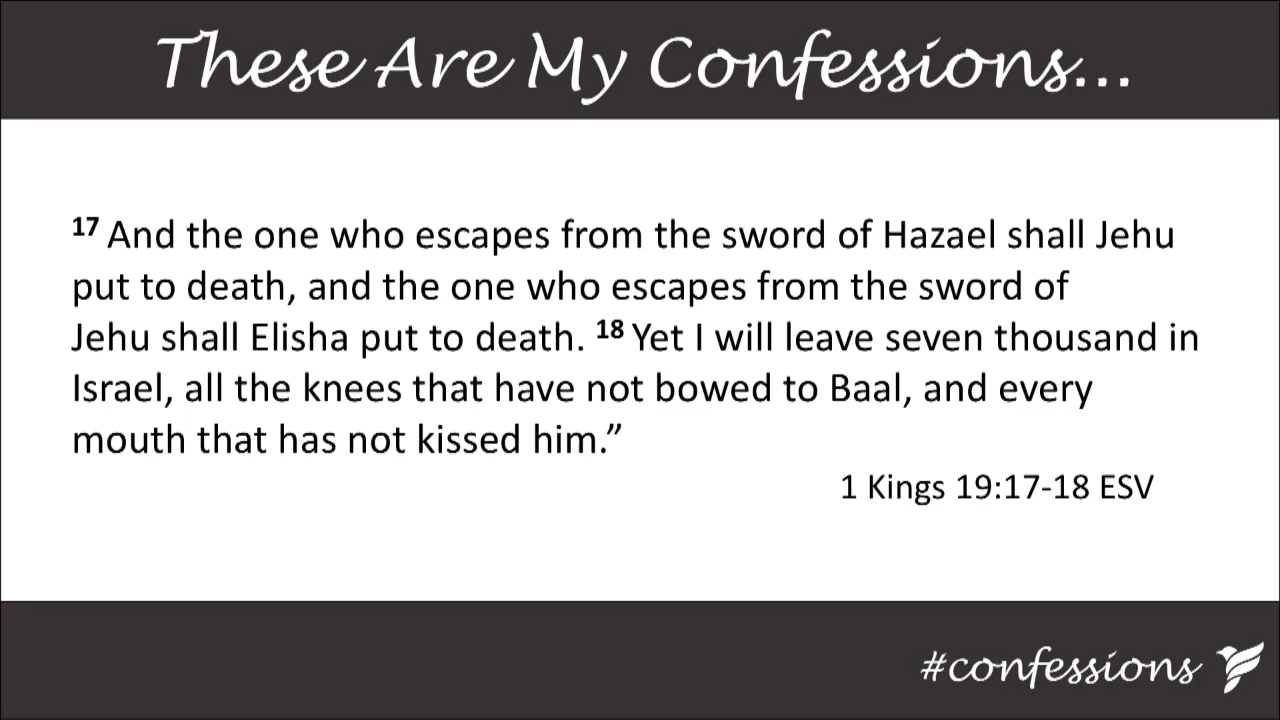 These Are My Confessions...
17 And the one who escapes from the sword of Hazael shall Jehu
put to death, and the one who escapes from the sword of
Jehu shall Elisha put to death. 18 Yet I will leave seven thousand in
Israel, all the knees that have not bowed to Baal, and every
mouth that has not kissed him.”
1 Kings 19:17-18 ESV
#confessions